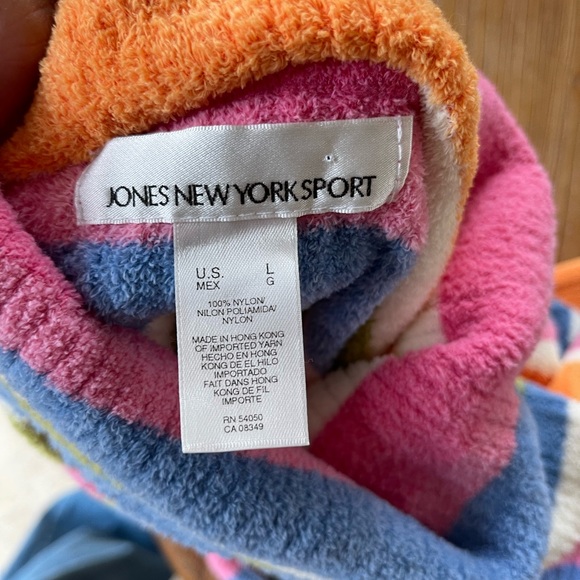 JONES NEW YORK SPORT
U.S. L
MEX G
100% NYLON/
NILON POLIAMIDA/
NYLON
MADE IN HONG KONG
OF IMPORTED YARN
HECHO EN HONG
KONG DE EL HILO
IMPORTADO
FAIT DANS HONG
KONG DE FIL
IMPORTE
RN 54050
CA 08349